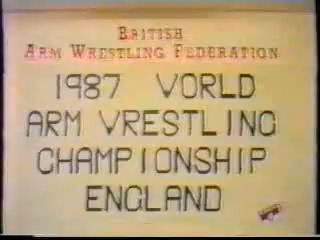 BRITISH
ARM WRESTLING FEDERATION
1987 WORLD
ARM WRESTLING
CHAMPIONSHIP
ENGLAND